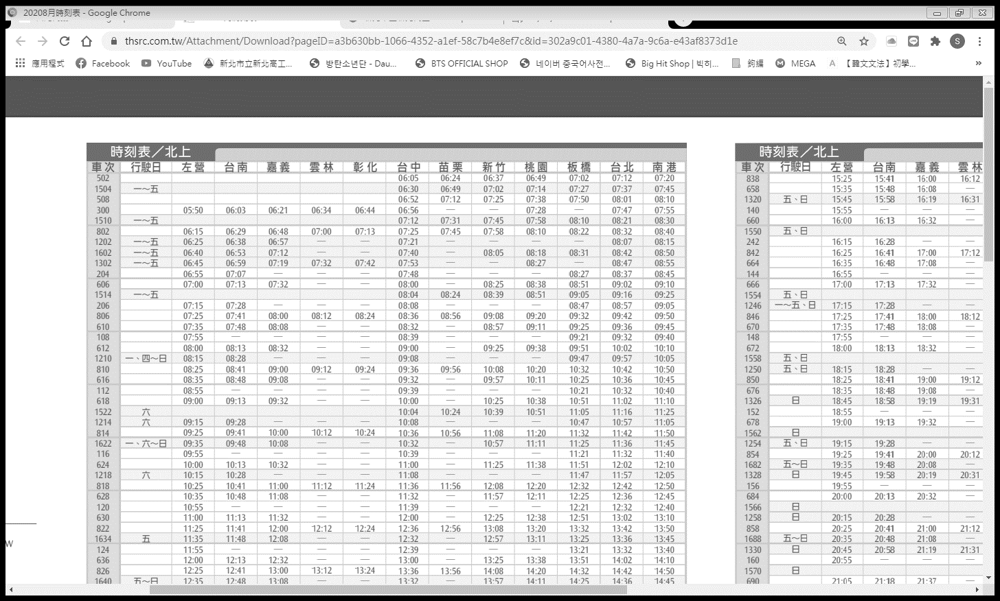 20208月時刻表 - Google Chrome
thsrc.com.tw/Attachment/Download?pageID=a3b630bb-1066-4352-a1ef-58c7b4e8ef7c&id=302a9c01-4380-4a7a-9c6a-e43af8373d1e
S
應用程式 Facebook YouTube 新北市立新北高工... 방탄소년단 - Dau... BTS OFFICIAL SHOP 네이버 중국어사전... Big Hit Shop | 빅히... 鉤編 MEGA 【韓文文法】初學... »
時刻表／北上 時刻表／北上
車次 行駛日 左營 台南 嘉義 雲林 彰化 台中 苗栗 新竹 桃園 板橋 台北 南港 車次 行駛日 左營 台南 嘉義 雲林
502 06:05 06:24 06:37 06:49 07:02 07:12 07:20 838 15:25 15:41 16:00 16:12
1504 一～五 06:30 06:49 07:02 07:14 07:27 07:37 07:45 658 15:35 15:48 16:08 —
508 06:52 07:12 07:25 07:38 07:50 08:01 08:10 1320 五、日 15:45 15:58 16:19 16:31
300 05:50 06:03 06:21 06:34 06:44 06:56 — — 07:28 — 07:47 07:55 140 15:55 — — —
1510 一～五 07:12 07:31 07:45 07:58 08:10 08:21 08:30 660 16:00 16:13 16:32 —
802 06:15 06:29 06:48 07:00 07:13 07:25 07:45 07:58 08:10 08:22 08:32 08:40 1550 五、日
1202 一～五 06:25 06:38 06:57 — — 07:21 — — — — 08:07 08:15 242 16:15 16:28 — —
1602 一～五 06:40 06:53 07:12 — — 07:40 — 08:05 08:18 08:31 08:42 08:50 842 16:25 16:41 17:00 17:12
1302 一～五 06:45 06:59 07:19 07:32 07:42 07:53 — — 08:27 — 08:47 08:55 664 16:35 16:48 17:08 —
204 06:55 07:07 — — — 07:48 — — — 08:27 08:37 08:45 144 16:55 — — —
606 07:00 07:13 07:32 — — 08:00 — 08:25 08:38 08:51 09:02 09:10 666 17:00 17:13 17:32 —
1514 一～五 08:04 08:24 08:39 08:51 09:05 09:16 09:25 1554 五、日
206 07:15 07:28 — — — 08:08 — — — 08:47 08:57 09:05 1246 一～五、日 17:15 17:28 — —
806 07:25 07:41 08:00 08:12 08:24 08:36 08:56 09:08 09:20 09:32 09:42 09:50 846 17:25 17:41 18:00 18:12
610 07:35 07:48 08:08 — — 08:32 — 08:57 09:11 09:25 09:36 09:45 670 17:35 17:48 18:08 —
108 07:55 — — — — 08:39 — — — 09:21 09:32 09:40 148 17:55 — — —
612 08:00 08:13 08:32 — — 09:00 — 09:25 09:38 09:51 10:02 10:10 672 18:00 18:13 18:32 —
1210 一、四～日 08:15 08:28 — — — 09:08 — — — 09:47 09:57 10:05 1558 五、日
810 08:25 08:41 09:00 09:12 09:24 09:36 09:56 10:08 10:20 10:32 10:42 10:50 1250 五、日 18:15 18:28 — —
616 08:35 08:48 09:08 — — 09:32 — 09:57 10:11 10:25 10:36 10:45 850 18:25 18:41 19:00 19:12
112 08:55 — — — — 09:39 — — — 10:21 10:32 10:40 676 18:35 18:48 19:08 —
618 09:00 09:13 09:32 — — 10:00 — 10:25 10:38 10:51 11:02 11:10 1326 日 18:45 18:58 19:19 19:31
1522 六 10:04 10:24 10:39 10:51 11:05 11:16 11:25 152 18:55 — — —
1214 六 09:15 09:28 — — — 10:08 — — — 10:47 10:57 11:05 678 19:00 19:13 19:32 —
814 09:25 09:41 10:00 10:12 10:24 10:36 10:56 11:08 11:20 11:32 11:42 11:50 1562 日
1622 一、六～日 09:35 09:48 10:08 — — 10:32 — 10:57 11:11 11:25 11:36 11:45 1254 五、日 19:15 19:28 — —
116 09:55 — — — — 10:39 — — — 11:21 11:32 11:40 854 19:25 19:41 20:00 20:12
624 10:00 10:13 10:32 — — 11:00 — 11:25 11:38 11:51 12:02 12:10 1682 五～日 19:35 19:48 20:08 —
1218 六 10:15 10:28 — — — 11:08 — — — 11:47 11:57 12:05 1328 日 19:45 19:58 20:19 20:31
818 10:25 10:41 11:00 11:12 11:24 11:36 11:56 12:08 12:20 12:32 12:42 12:50 156 19:55 — — —
628 10:35 10:48 11:08 — — 11:32 — 11:57 12:11 12:25 12:36 12:45 684 20:00 20:13 20:32 —
120 10:55 — — — — 11:39 — — — 12:21 12:32 12:40 1566 日
630 11:00 11:13 11:32 — — 12:00 — 12:25 12:38 12:51 13:02 13:10 1258 日 20:15 20:28 — —
822 11:25 11:41 12:00 12:12 12:24 12:36 12:56 13:08 13:20 13:32 13:42 13:50 858 20:25 20:41 21:00 21:12
1634 五 11:35 11:48 12:08 — — 12:32 — 12:57 13:11 13:25 13:36 13:45 1688 五～日 20:35 20:48 21:08 —
w
124 11:55 — — — — 12:39 — — — 13:21 13:32 13:40 1330 日 20:45 20:58 21:19 21:31
636 12:00 12:13 12:32 — — 13:00 — 13:25 13:38 13:51 14:02 14:10 160 20:55 — — —
826 12:25 12:41 13:00 13:12 13:24 13:36 13:56 14:08 14:20 14:32 14:42 14:50 1570 日
1640 五～日 12:35 12:48 13:08 — — 13:32 — 13:57 14:11 14:25 14:36 14:45 690 21:05 21:18 21:37 —